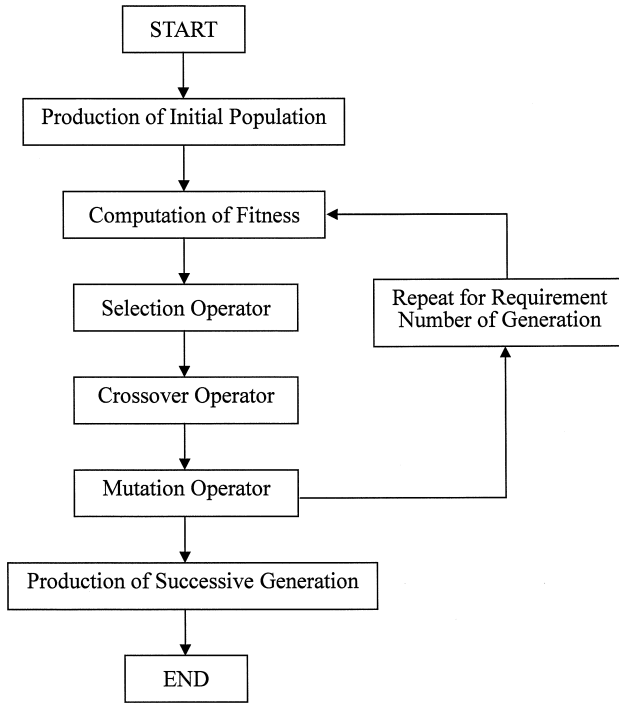 START
Production of Initial Population
Computation of Fitness
Selection Operator
Repeat for Requirement
Number of Generation
Crossover Operator
Mutation Operator
Production of Successive Generation
END